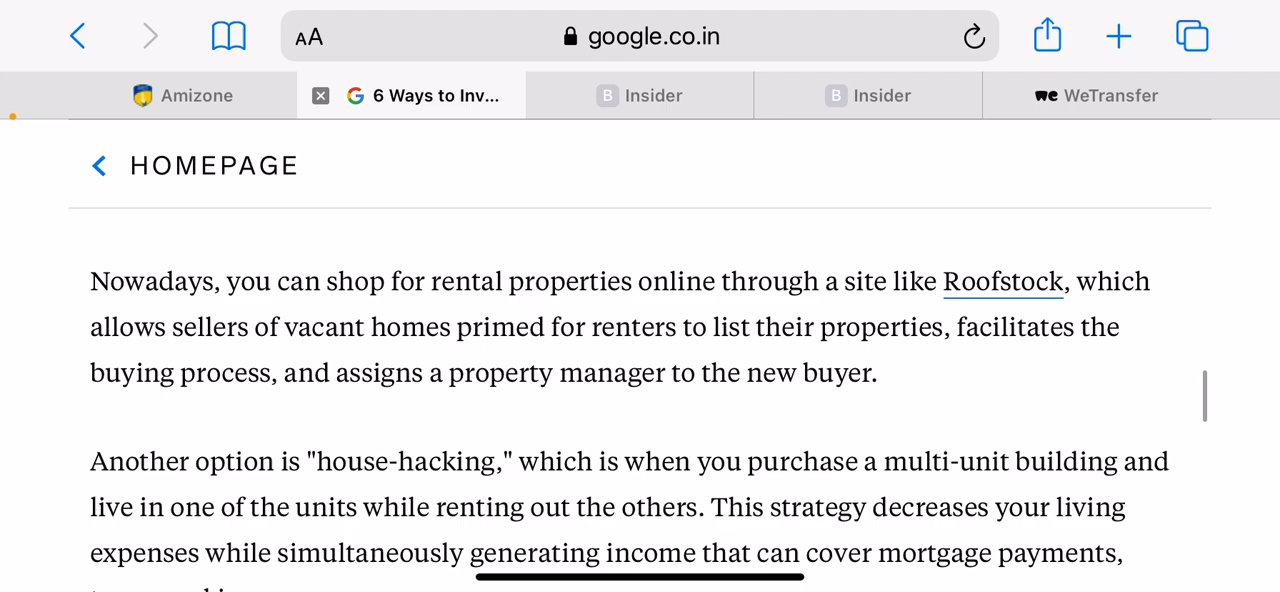 AA google.co.in
Amizone 6 Ways to Inv... B Insider B Insider we WeTransfer
HOMEPAGE
Nowadays, you can shop for rental properties online through a site like Roofstock, which
allows sellers of vacant homes primed for renters to list their properties, facilitates the
buying process, and assigns a property manager to the new buyer.
Another option is "house-hacking," which is when you purchase a multi-unit building and
live in one of the units while renting out the others. This strategy decreases your living
expenses while simultaneously generating income that can cover mortgage payments,